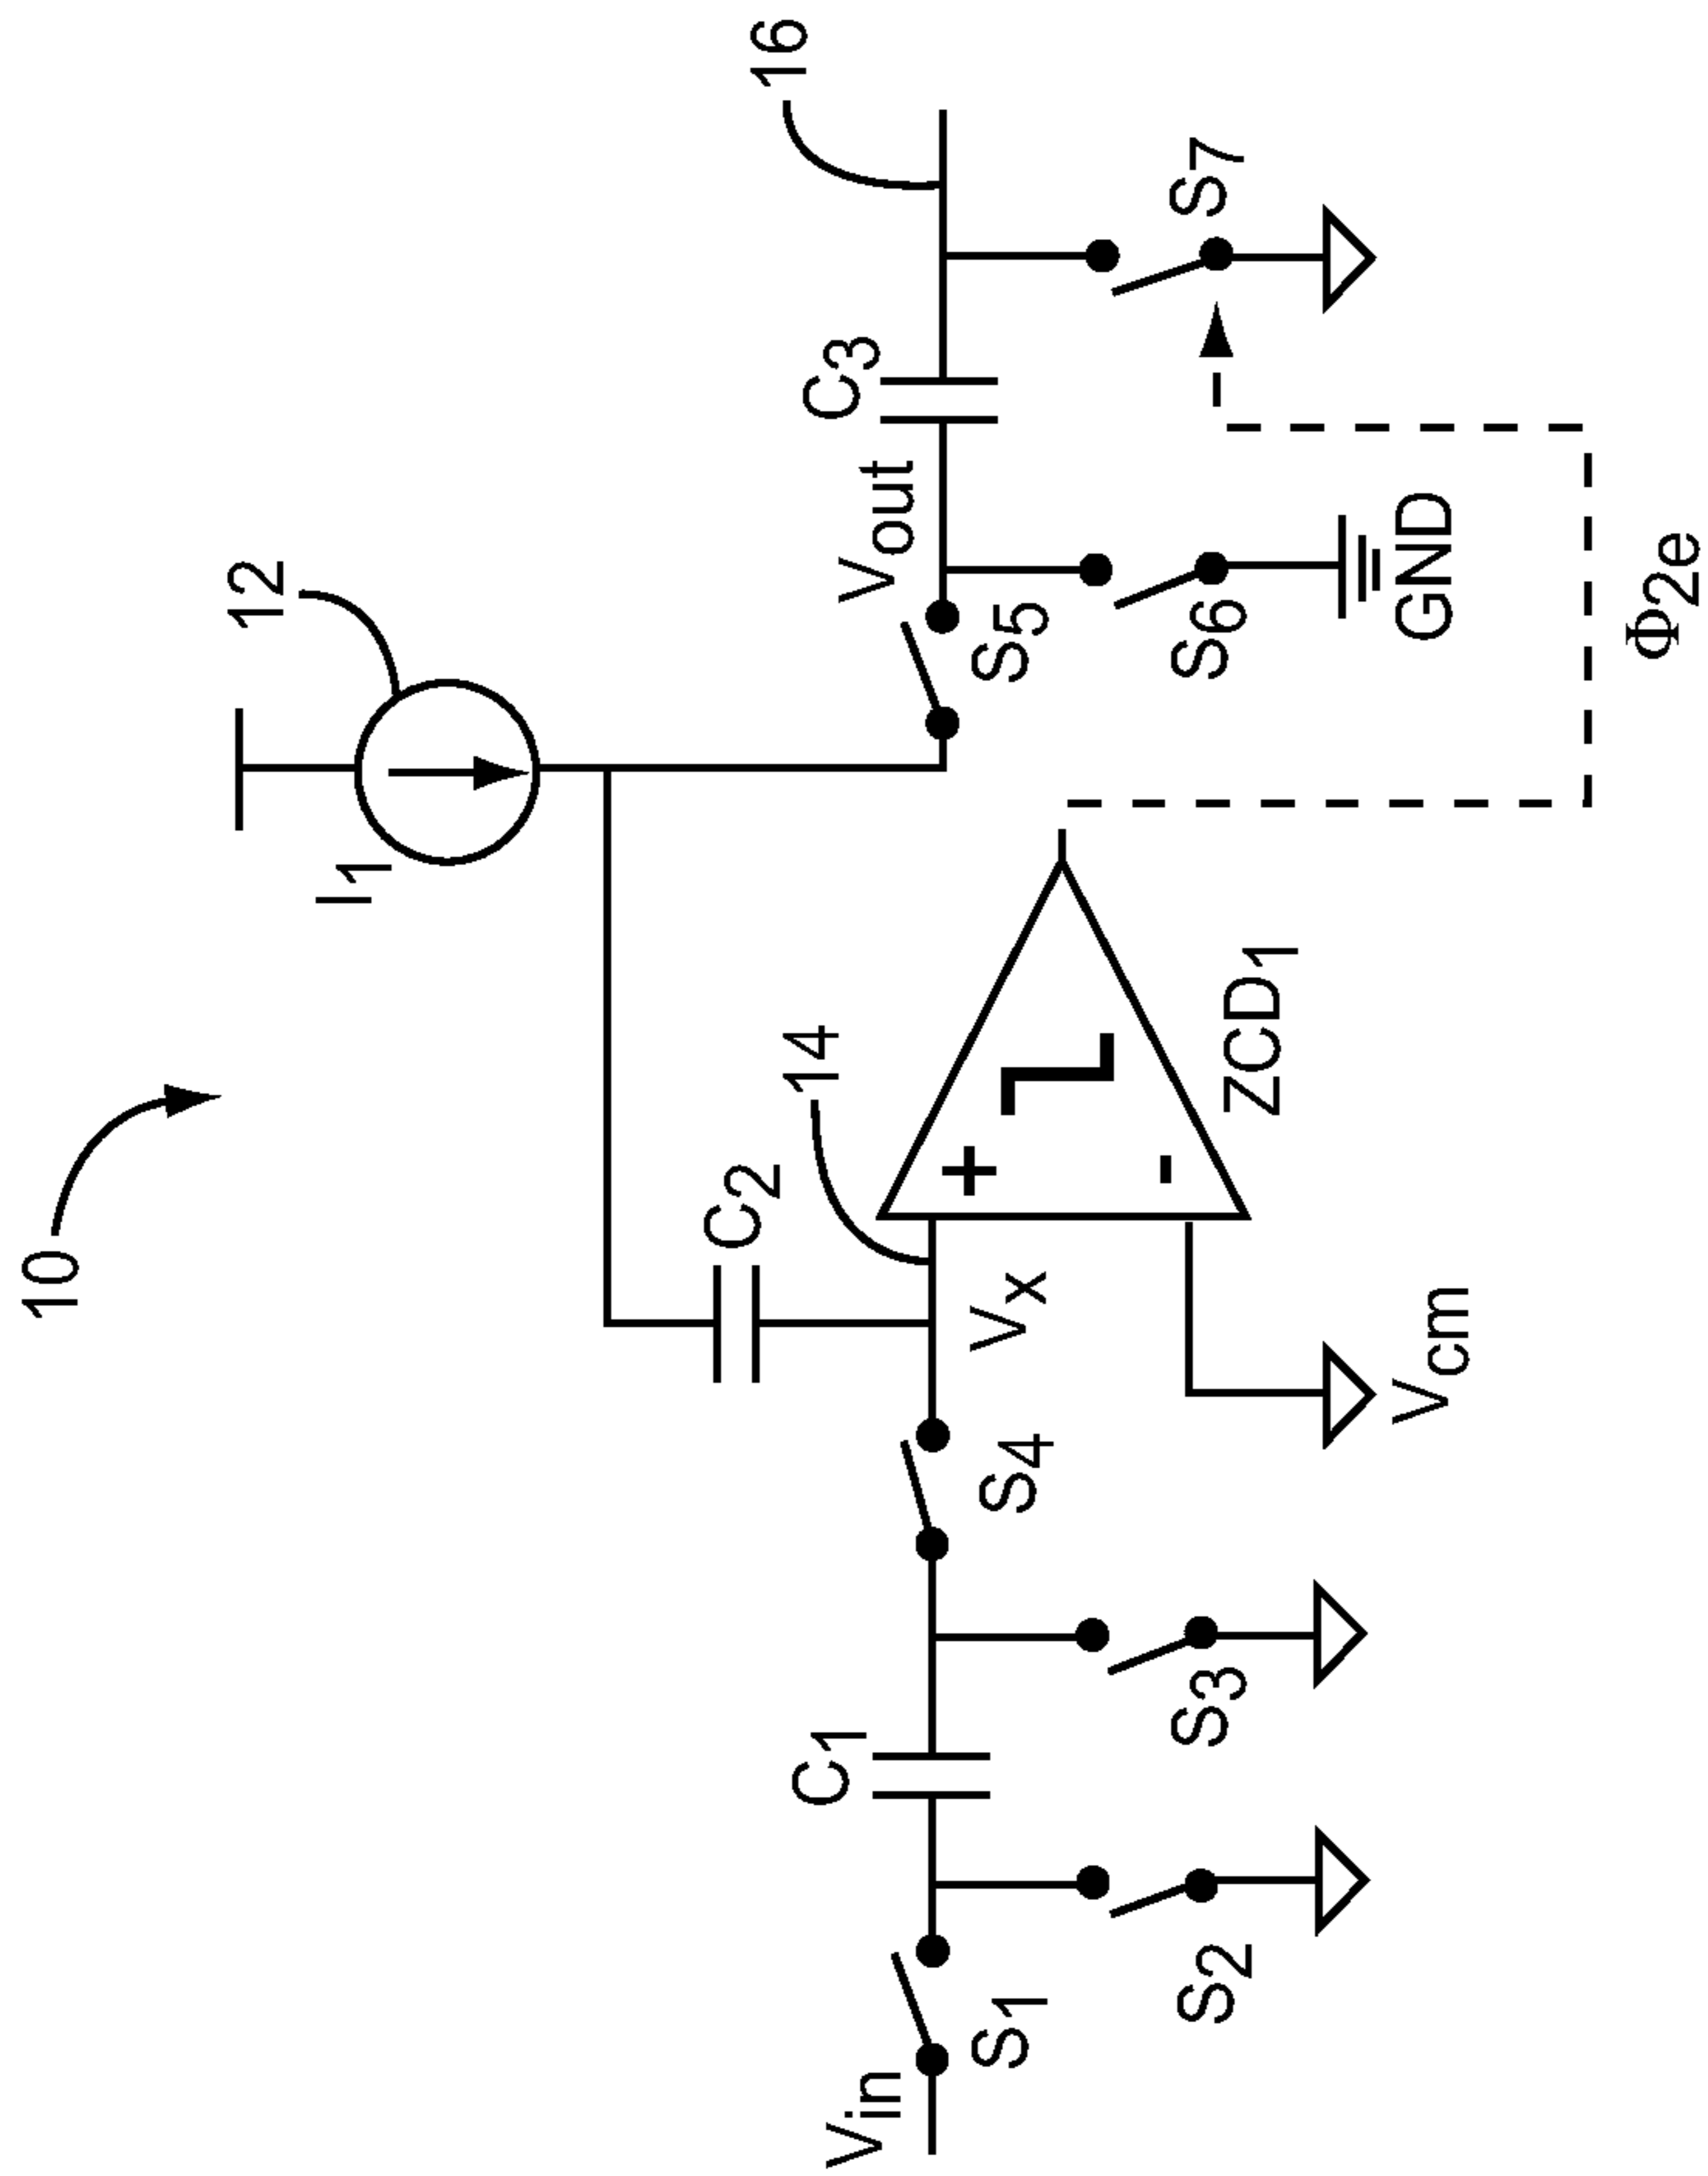 10
12
I1
C2
14
16
Vin
S1
C1
S2
S3
S4
Vx
+
-
Vcm
ZCD1
S5
Vout
C3
S6
GND
S7
Φ2e